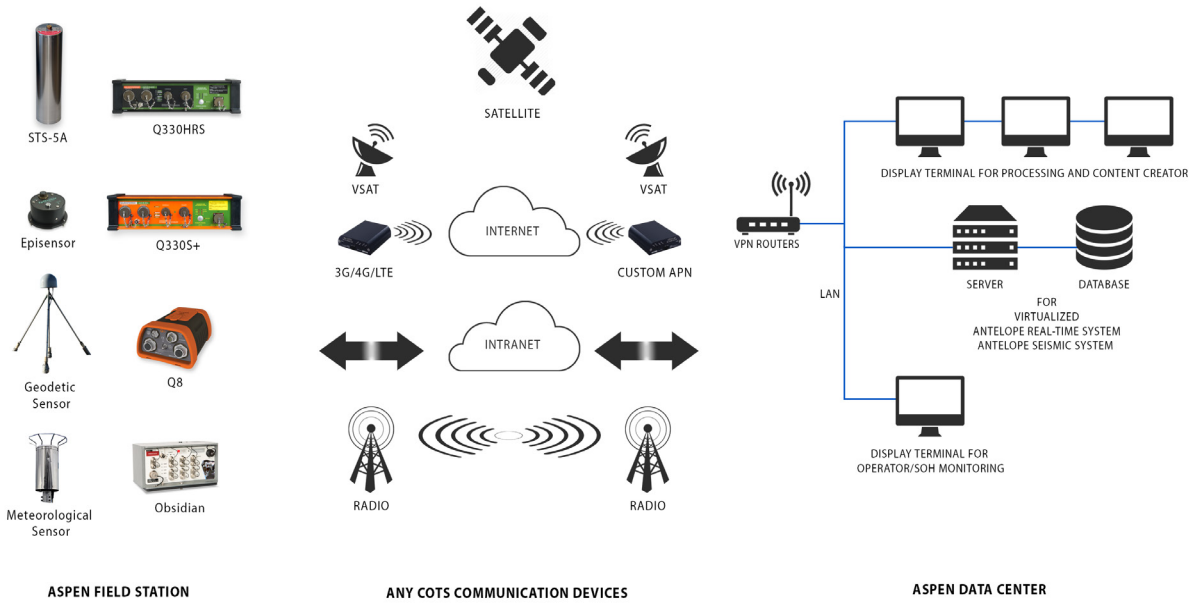 STS-5A
Q330HRS
Episensor
Q330S+
Geodetic
Sensor
Q8
Meteorological
Sensor
Obsidian
ASPEN FIELD STATION
SATELLITE
VSAT
VSAT
INTERNET
3G/4G/LTE
CUSTOM APN
INTRANET
RADIO
RADIO
ANY COTS COMMUNICATION DEVICES
DISPLAY TERMINAL FOR PROCESSING AND CONTENT CREATOR
VPN ROUTERS
LAN
SERVER
DATABASE
FOR
VIRTUALIZED
ANTELOPE REAL-TIME SYSTEM
ANTELOPE SEISMIC SYSTEM
DISPLAY TERMINAL FOR
OPERATOR/SOH MONITORING
ASPEN DATA CENTER